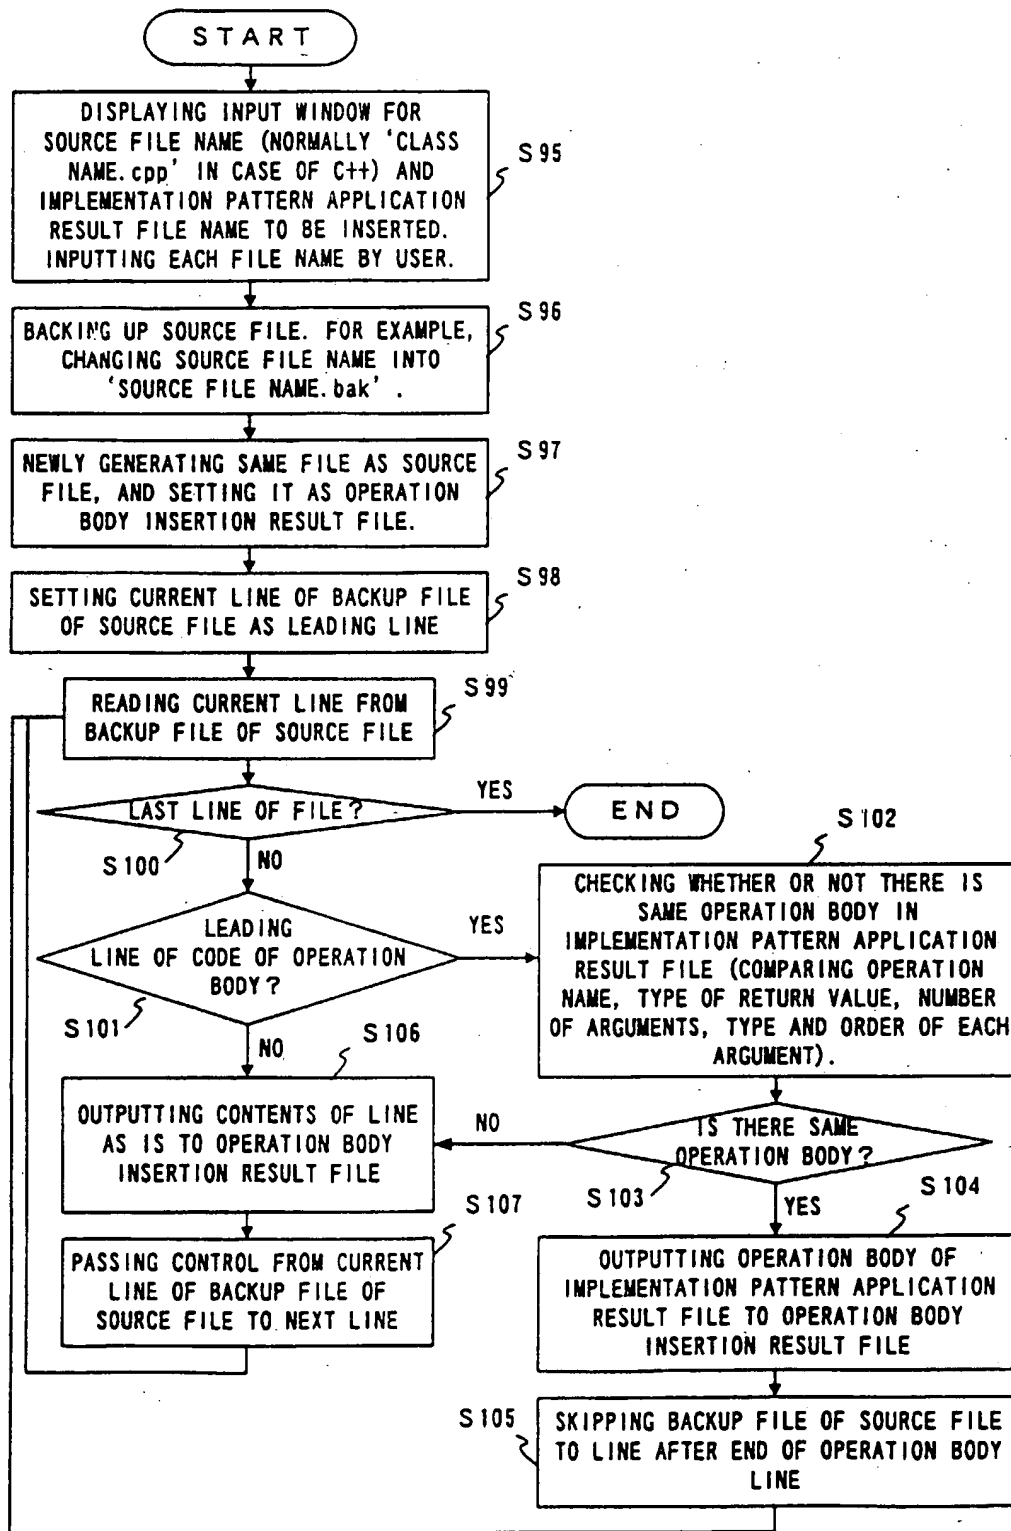 START
DISPLAYING INPUT WINDOW FOR
SOURCE FILE NAME (NORMALLY 'CLASS
NAME.cpp' IN CASE OF C++) AND
IMPLEMENTATION PATTERN APPLICATION
RESULT FILE NAME TO BE INSERTED.
INPUTTING EACH FILE NAME BY USER.
S95
BACKING UP SOURCE FILE. FOR EXAMPLE,
CHANGING SOURCE FILE NAME INTO
'SOURCE FILE NAME.bak'.
S96
NEWLY GENERATING SAME FILE AS SOURCE
FILE, AND SETTING IT AS OPERATION
BODY INSERTION RESULT FILE.
S97
SETTING CURRENT LINE OF BACKUP FILE
OF SOURCE FILE AS LEADING LINE
S98
READING CURRENT LINE FROM
BACKUP FILE OF SOURCE FILE
S99
LAST LINE OF FILE?
YES
END
S100
NO
LEADING
LINE OF CODE OF OPERATION
BODY?
YES
S101
NO
S102
CHECKING WHETHER OR NOT THERE IS
SAME OPERATION BODY IN
IMPLEMENTATION PATTERN APPLICATION
RESULT FILE (COMPARING OPERATION
NAME, TYPE OF RETURN VALUE, NUMBER
OF ARGUMENTS, TYPE AND ORDER OF EACH
ARGUMENT).
IS THERE SAME
OPERATION BODY?
NO
S103
YES
S106
OUTPUTTING CONTENTS OF LINE
AS IS TO OPERATION BODY
INSERTION RESULT FILE
S107
PASSING CONTROL FROM CURRENT
LINE OF BACKUP FILE OF
SOURCE FILE TO NEXT LINE
S104
OUTPUTTING OPERATION BODY OF
IMPLEMENTATION PATTERN APPLICATION
RESULT FILE TO OPERATION BODY
INSERTION RESULT FILE
S105
SKIPPING BACKUP FILE OF SOURCE FILE
TO LINE AFTER END OF OPERATION BODY
LINE